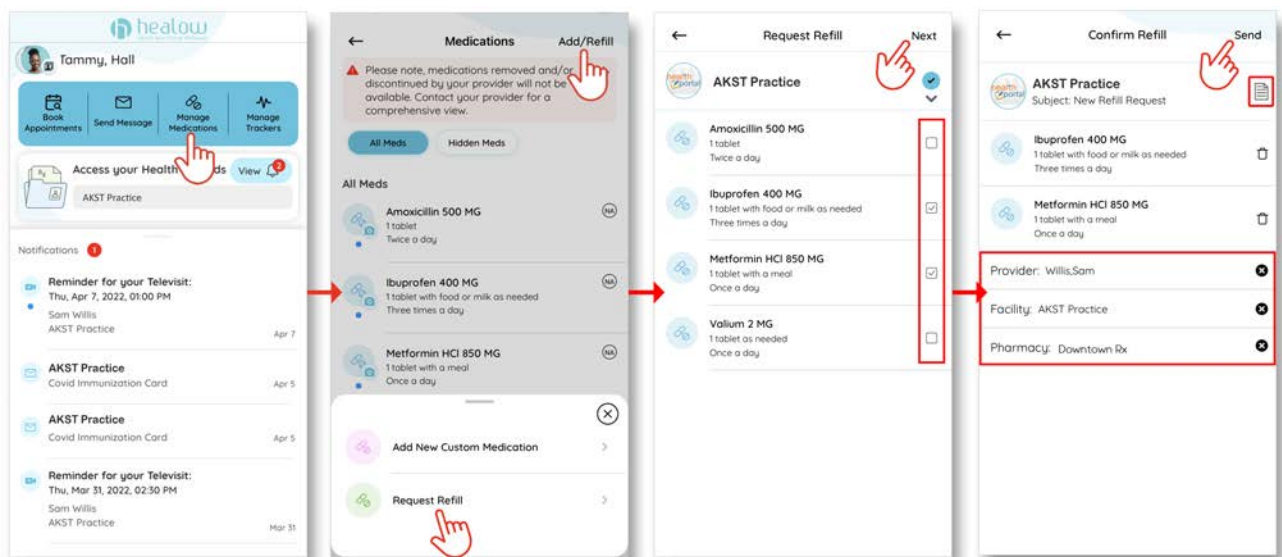 healow
Tammy, Hall
Book
Appointments
Send Message
Manage
Medications
Manage
Trackers
Access your Health
ds
View
2
AKST Practice
Notifications 1
Reminder for your Televisit:
Thu, Apr 7, 2022, 01:00 PM
Sam Willis
AKST Practice
Apr 7
AKST Practice
Covid Immunization Card
Apr 5
AKST Practice
Covid Immunization Card
Apr 5
Reminder for your Televisit:
Thu, Mar 31, 2022, 02:30 PM
Sam Willis
AKST Practice
Mar 31
Medications
Add/Refill
Please note, medications removed and/or
discontinued by your provider will not be
available. Contact your provider for a
comprehensive view.
All Meds
Hidden Meds
All Meds
Amoxicillin 500 MG
NA
1 tablet
Twice a day
Ibuprofen 400 MG
NA
1 tablet with food or milk as needed
Three times a day
Metformin HCl 850 MG
NA
1 tablet with a meal
Once a day
Add New Custom Medication
Request Refill
Request Refill
Next
health
portal
AKST Practice
Amoxicillin 500 MG
1 tablet
Twice a day
Ibuprofen 400 MG
1 tablet with food or milk as needed
Three times a day
Metformin HCl 850 MG
1 tablet with a meal
Once a day
Valium 2 MG
1 tablet as needed
Once a day
Confirm Refill
Send
health
portal
AKST Practice
Subject: New Refill Request
Ibuprofen 400 MG
1 tablet with food or milk as needed
Three times a day
Metformin HCl 850 MG
1 tablet with a meal
Once a day
Provider: Willis,Sam
Facility: AKST Practice
Pharmacy: Downtown Rx